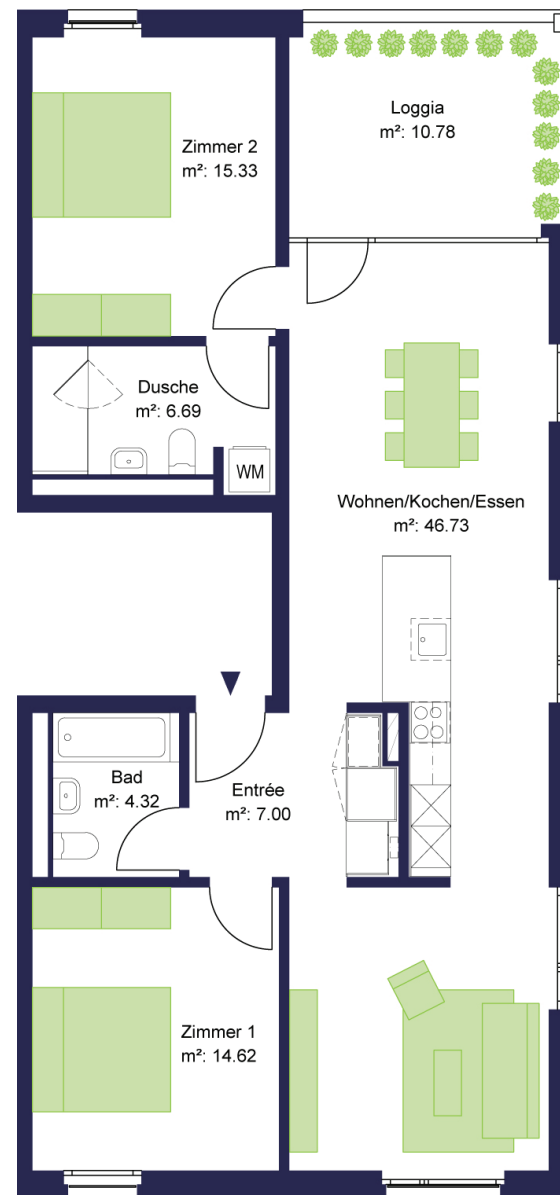 Loggia
m²: 10.78
Zimmer 2
m²: 15.33
Dusche
m²: 6.69
WM
Wohnen/Kochen/Essen
m²: 46.73
Bad
m²: 4.32
Entrée
m²: 7.00
Zimmer 1
m²: 14.62